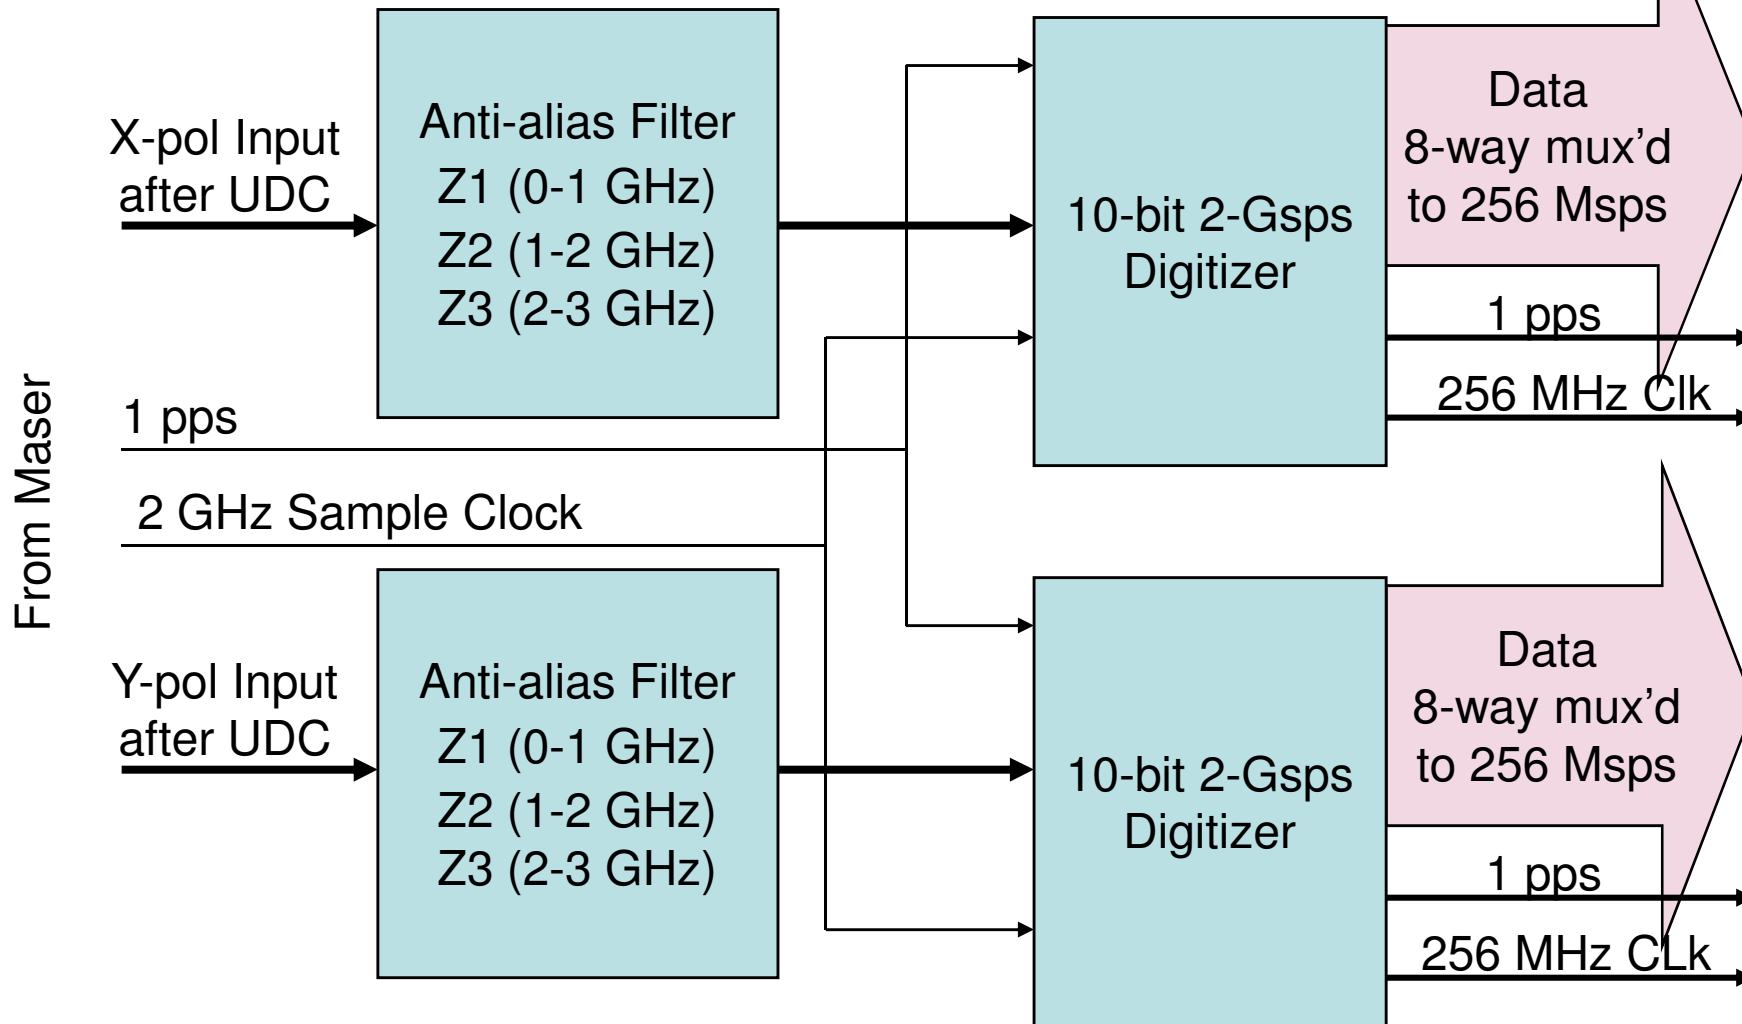 X-pol Input
after UDC
Anti-alias Filter
Z1 (0-1 GHz)
Z2 (1-2 GHz)
Z3 (2-3 GHz)
10-bit 2-Gsps
Digitizer
Data
8-way mux’d
to 256 Msps
1 pps
256 MHz Clk
From Maser
1 pps
2 GHz Sample Clock
Y-pol Input
after UDC
Anti-alias Filter
Z1 (0-1 GHz)
Z2 (1-2 GHz)
Z3 (2-3 GHz)
10-bit 2-Gsps
Digitizer
Data
8-way mux’d
to 256 Msps
1 pps
256 MHz CLk